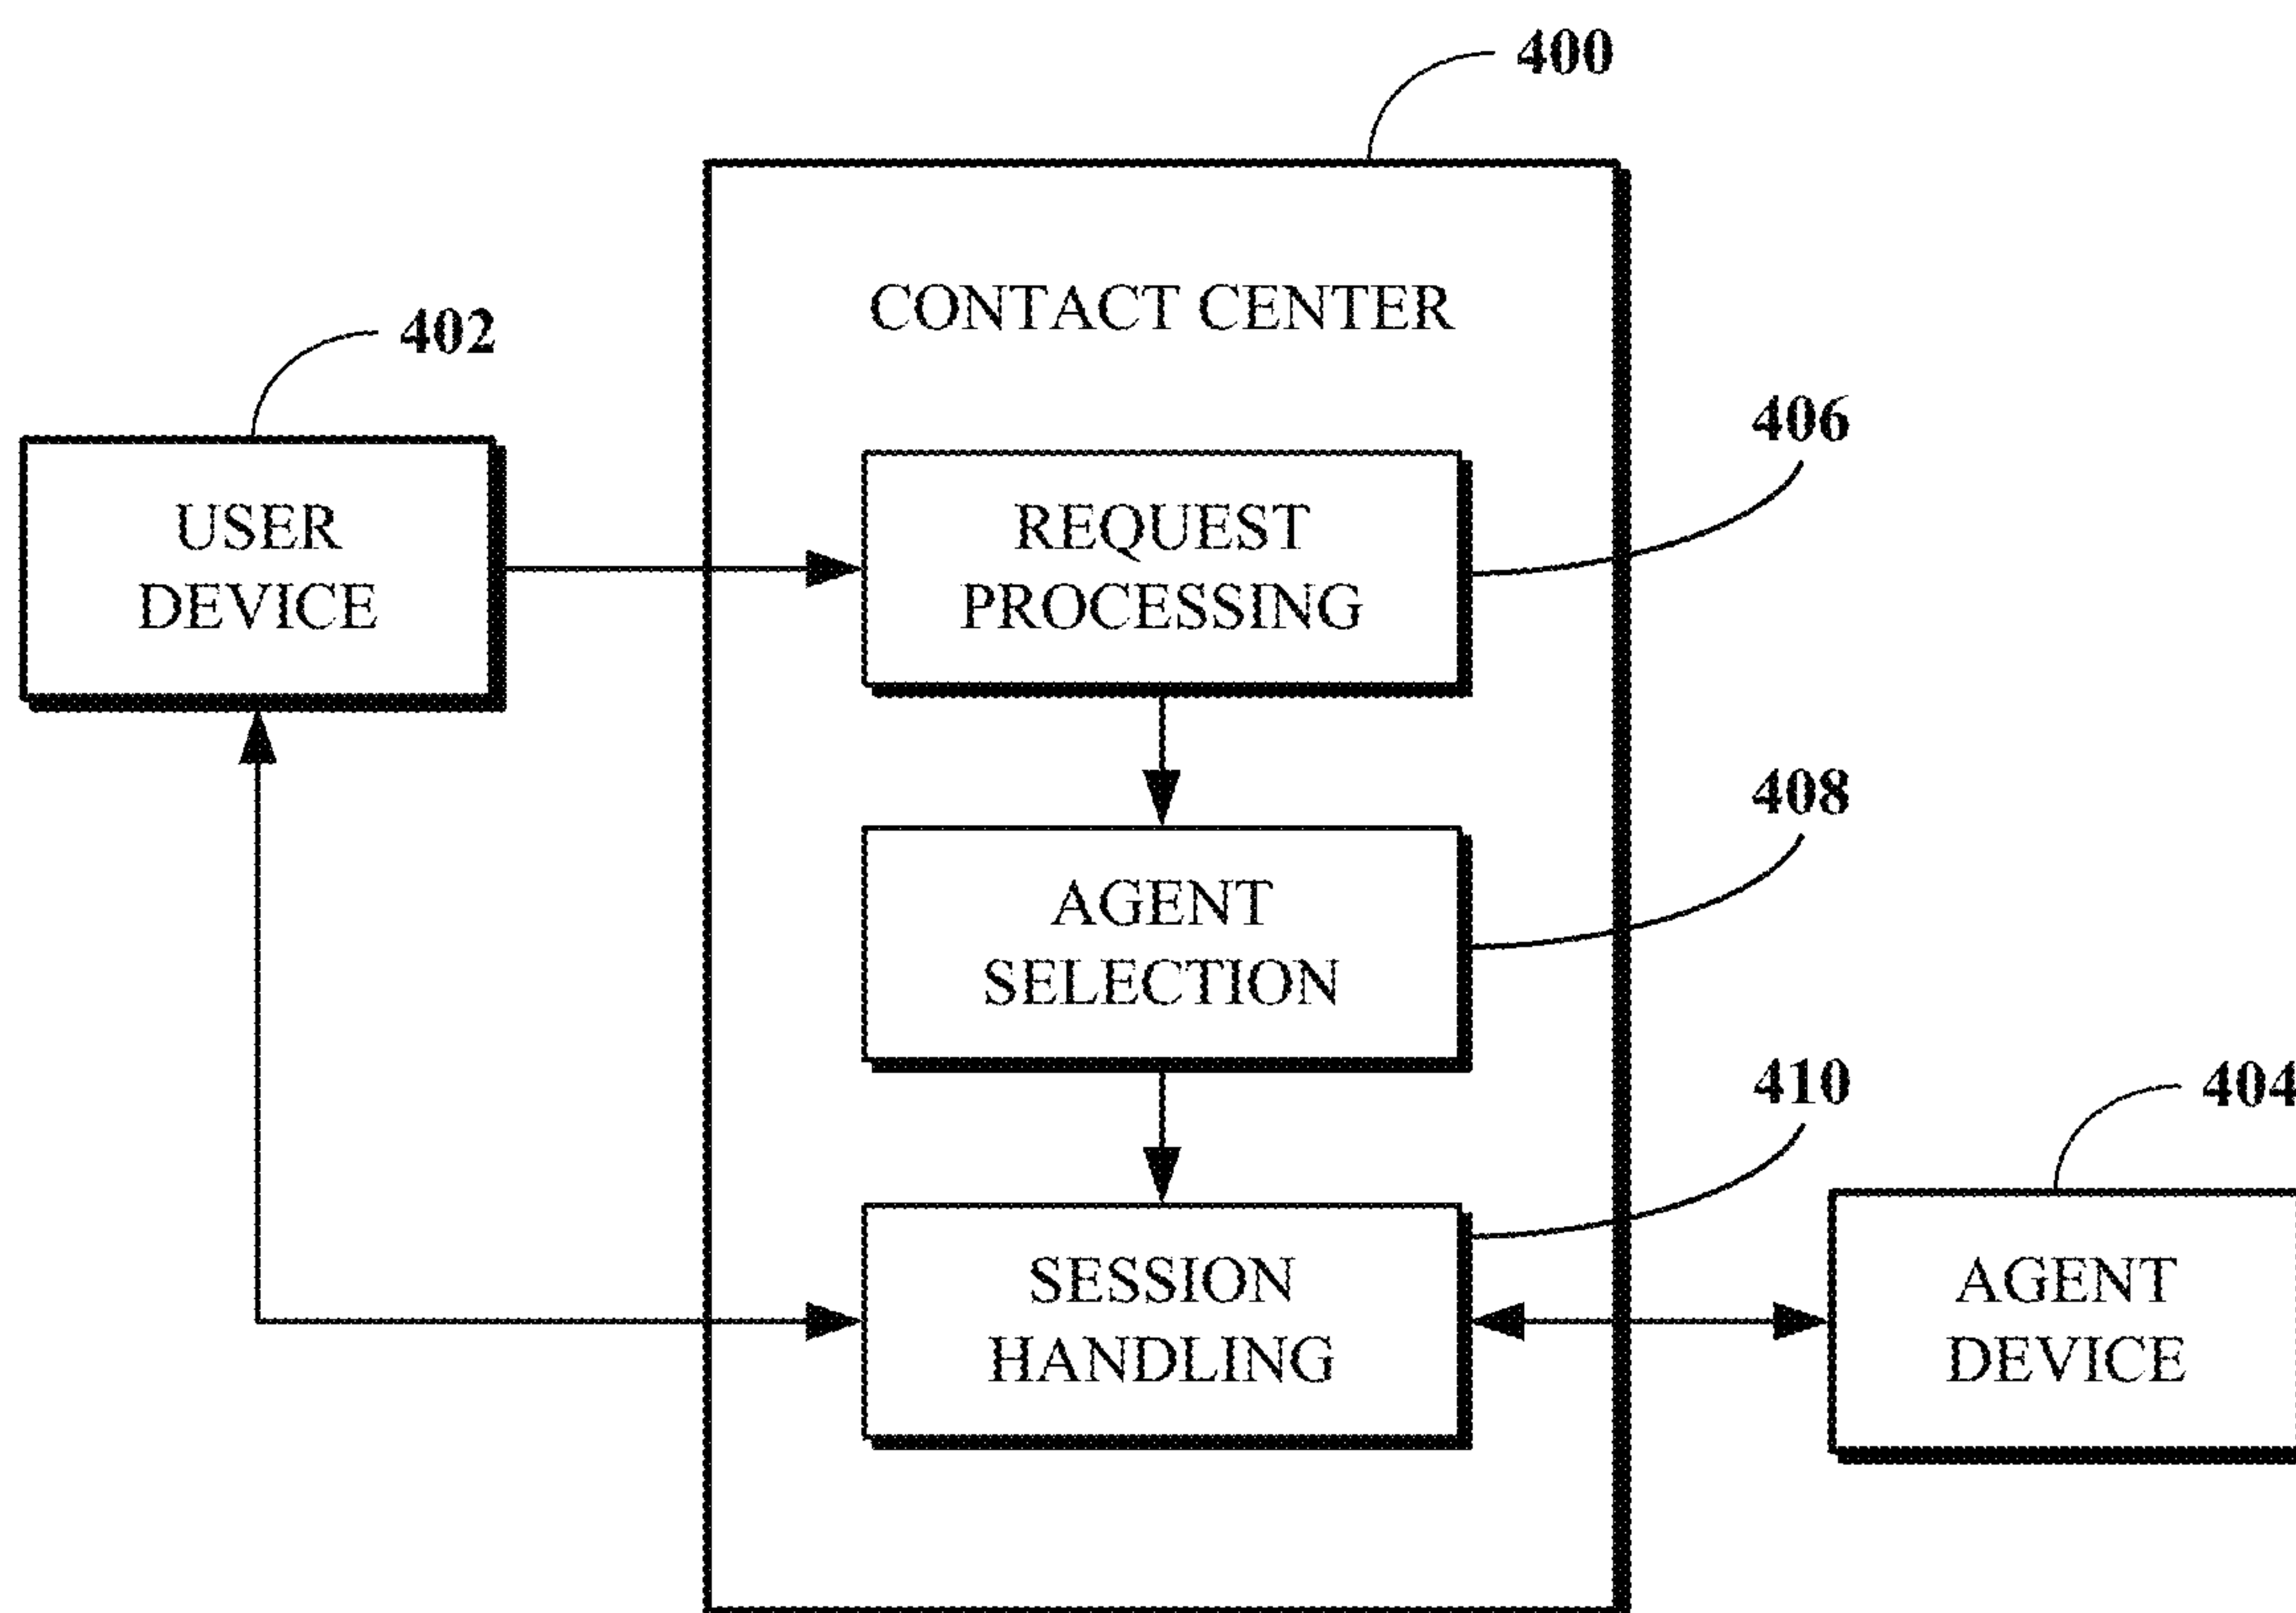 400
CONTACT CENTER
402
USER
DEVICE
406
REQUEST
PROCESSING
408
AGENT
SELECTION
410
SESSION
HANDLING
404
AGENT
DEVICE